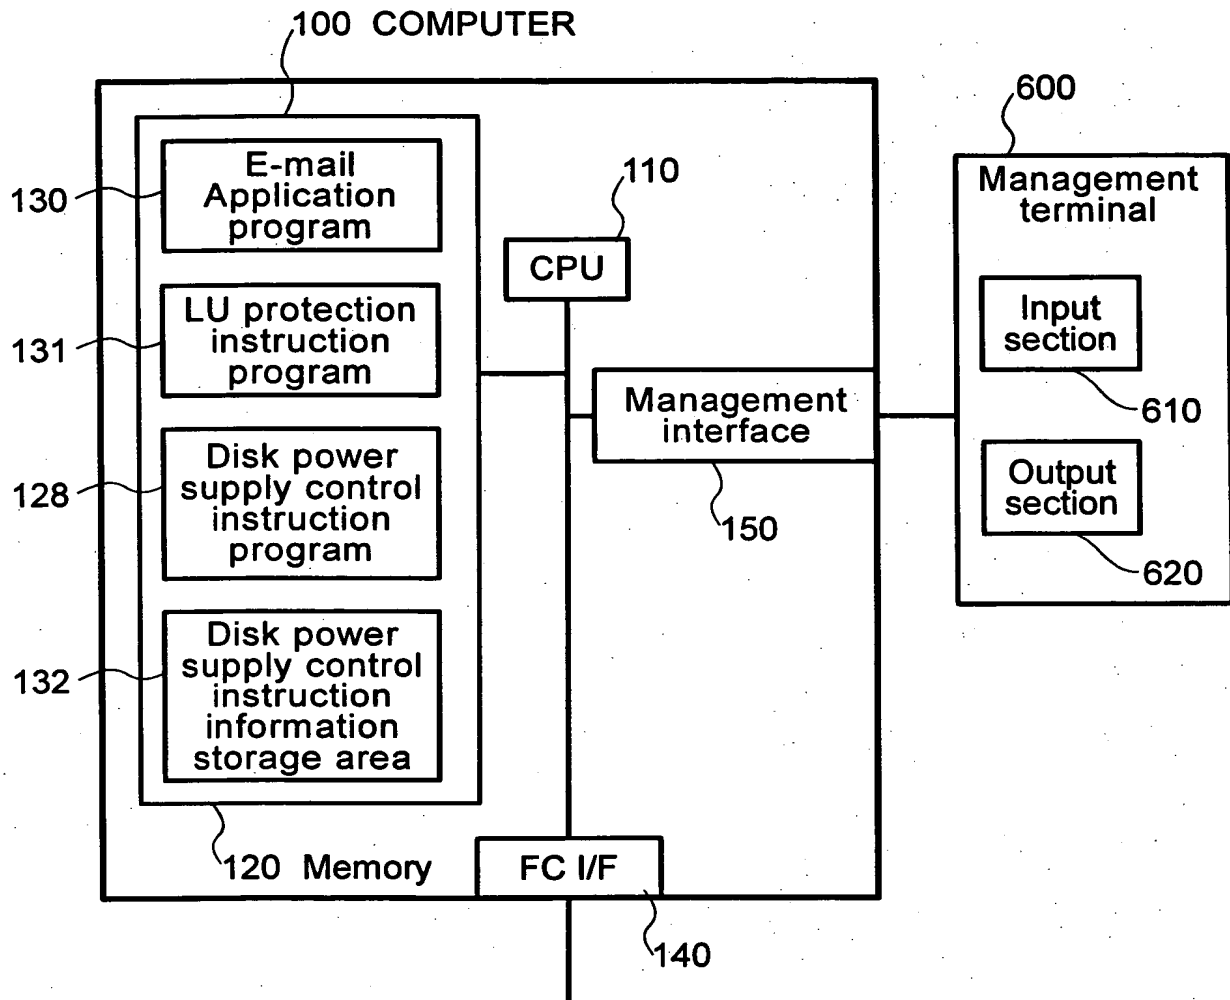 100 COMPUTER
E-mail
Application
program
130
LU protection
instruction
program
131
Disk power
supply control
instruction
program
128
Disk power
supply control
instruction
information
storage area
132
120 Memory
110
CPU
Management
interface
150
FC I/F
140
600
Management
terminal
Input
section
610
Output
section
620